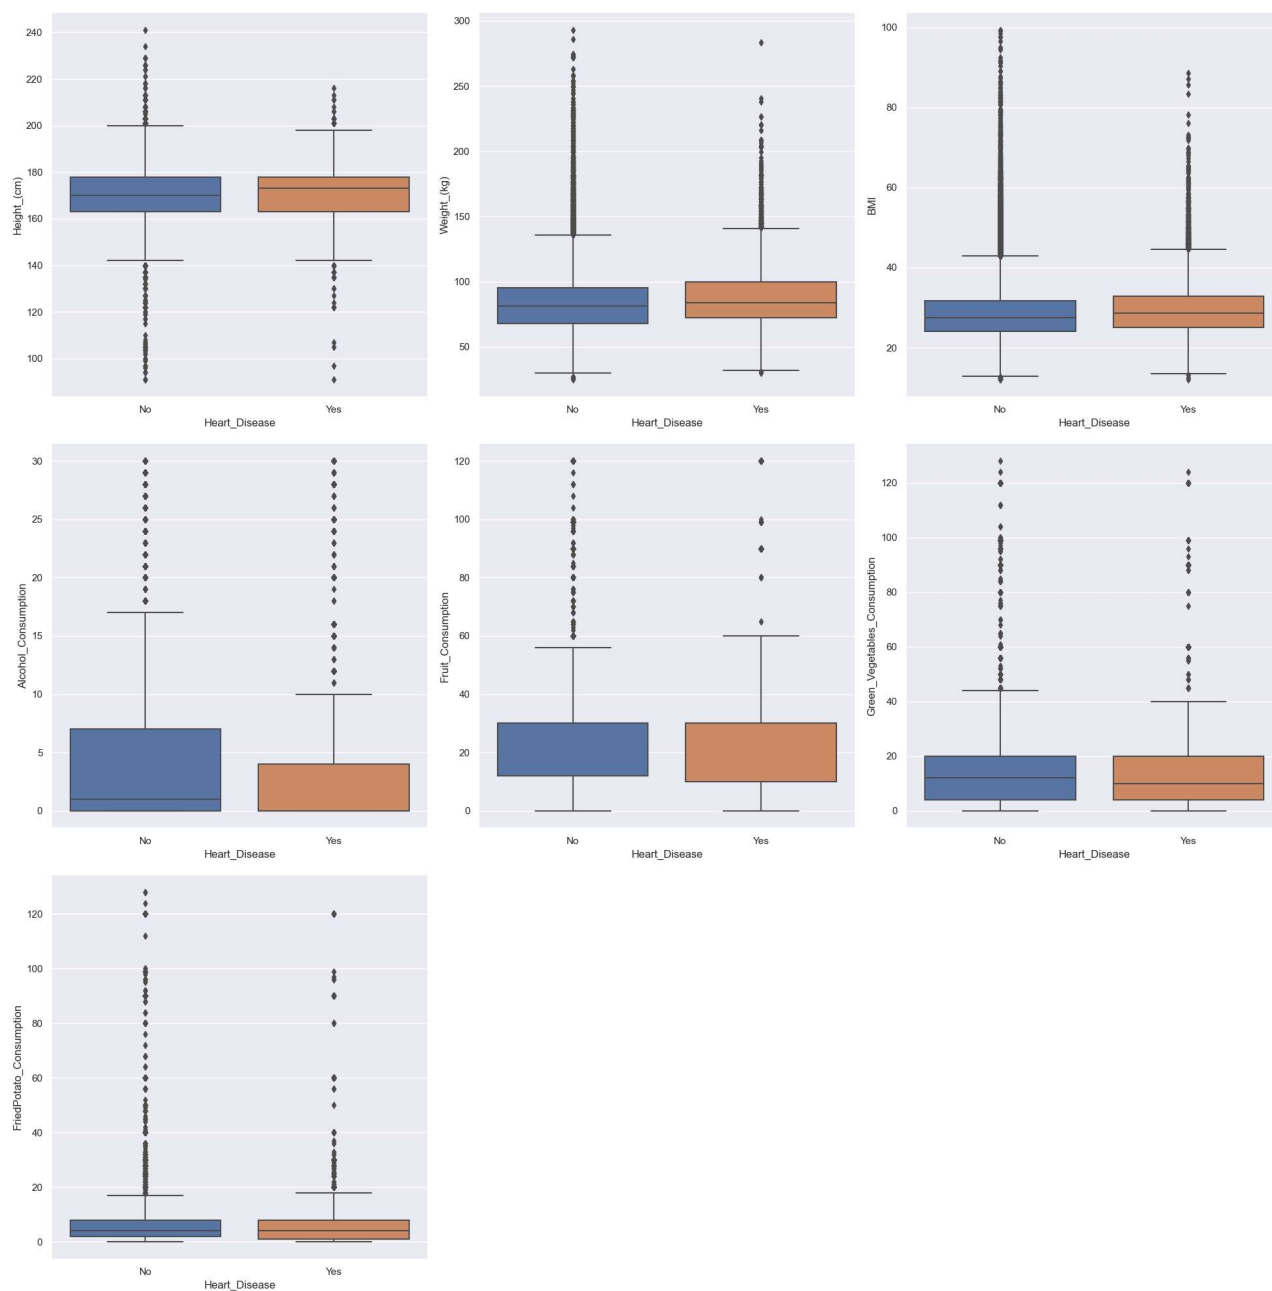 Height_(cm)
240
220
200
180
160
140
120
100
No
Yes
Heart_Disease
Weight_(kg)
300
250
200
150
100
50
No
Yes
Heart_Disease
BMI
100
80
60
40
20
No
Yes
Heart_Disease
Alcohol_Consumption
30
25
20
15
10
5
0
No
Yes
Heart_Disease
Fruit_Consumption
120
100
80
60
40
20
0
No
Yes
Heart_Disease
Green_Vegetables_Consumption
120
100
80
60
40
20
0
No
Yes
Heart_Disease
FriedPotato_Consumption
120
100
80
60
40
20
0
No
Yes
Heart_Disease